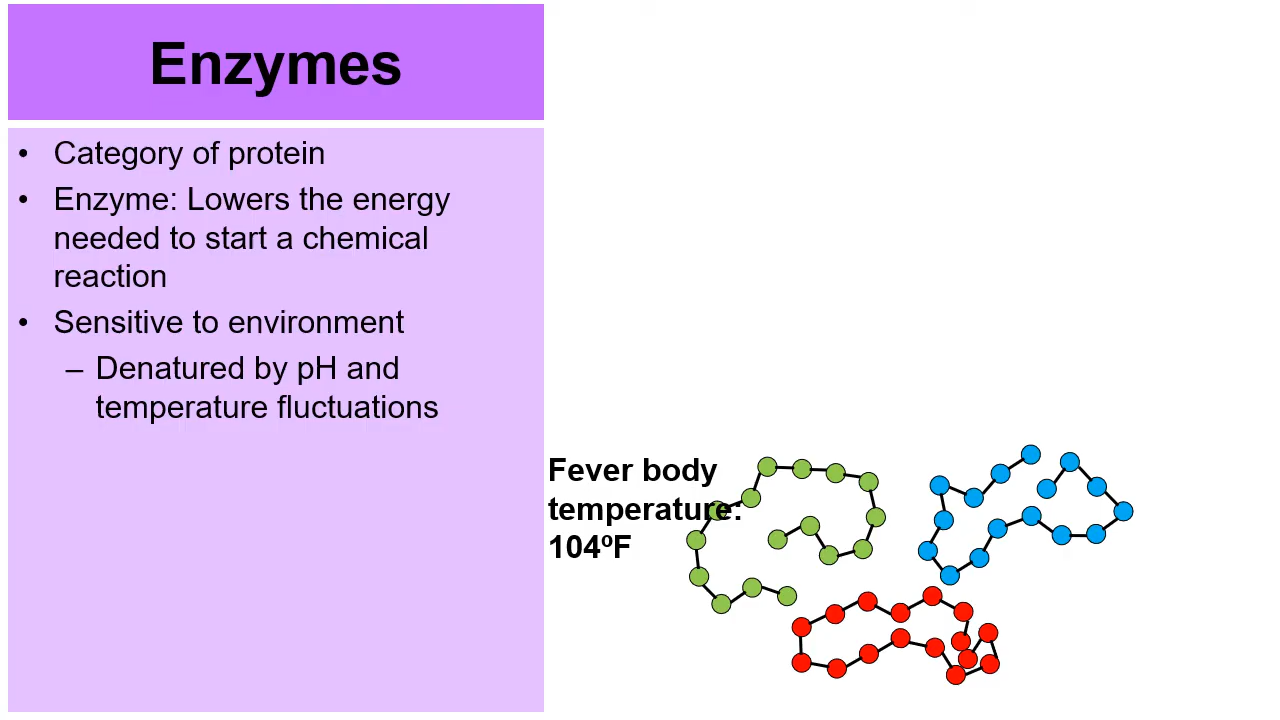 Enzymes
• Category of protein
• Enzyme: Lowers the energy
needed to start a chemical
reaction
• Sensitive to environment
– Denatured by pH and
temperature fluctuations
Fever body
temperature:
104ºF